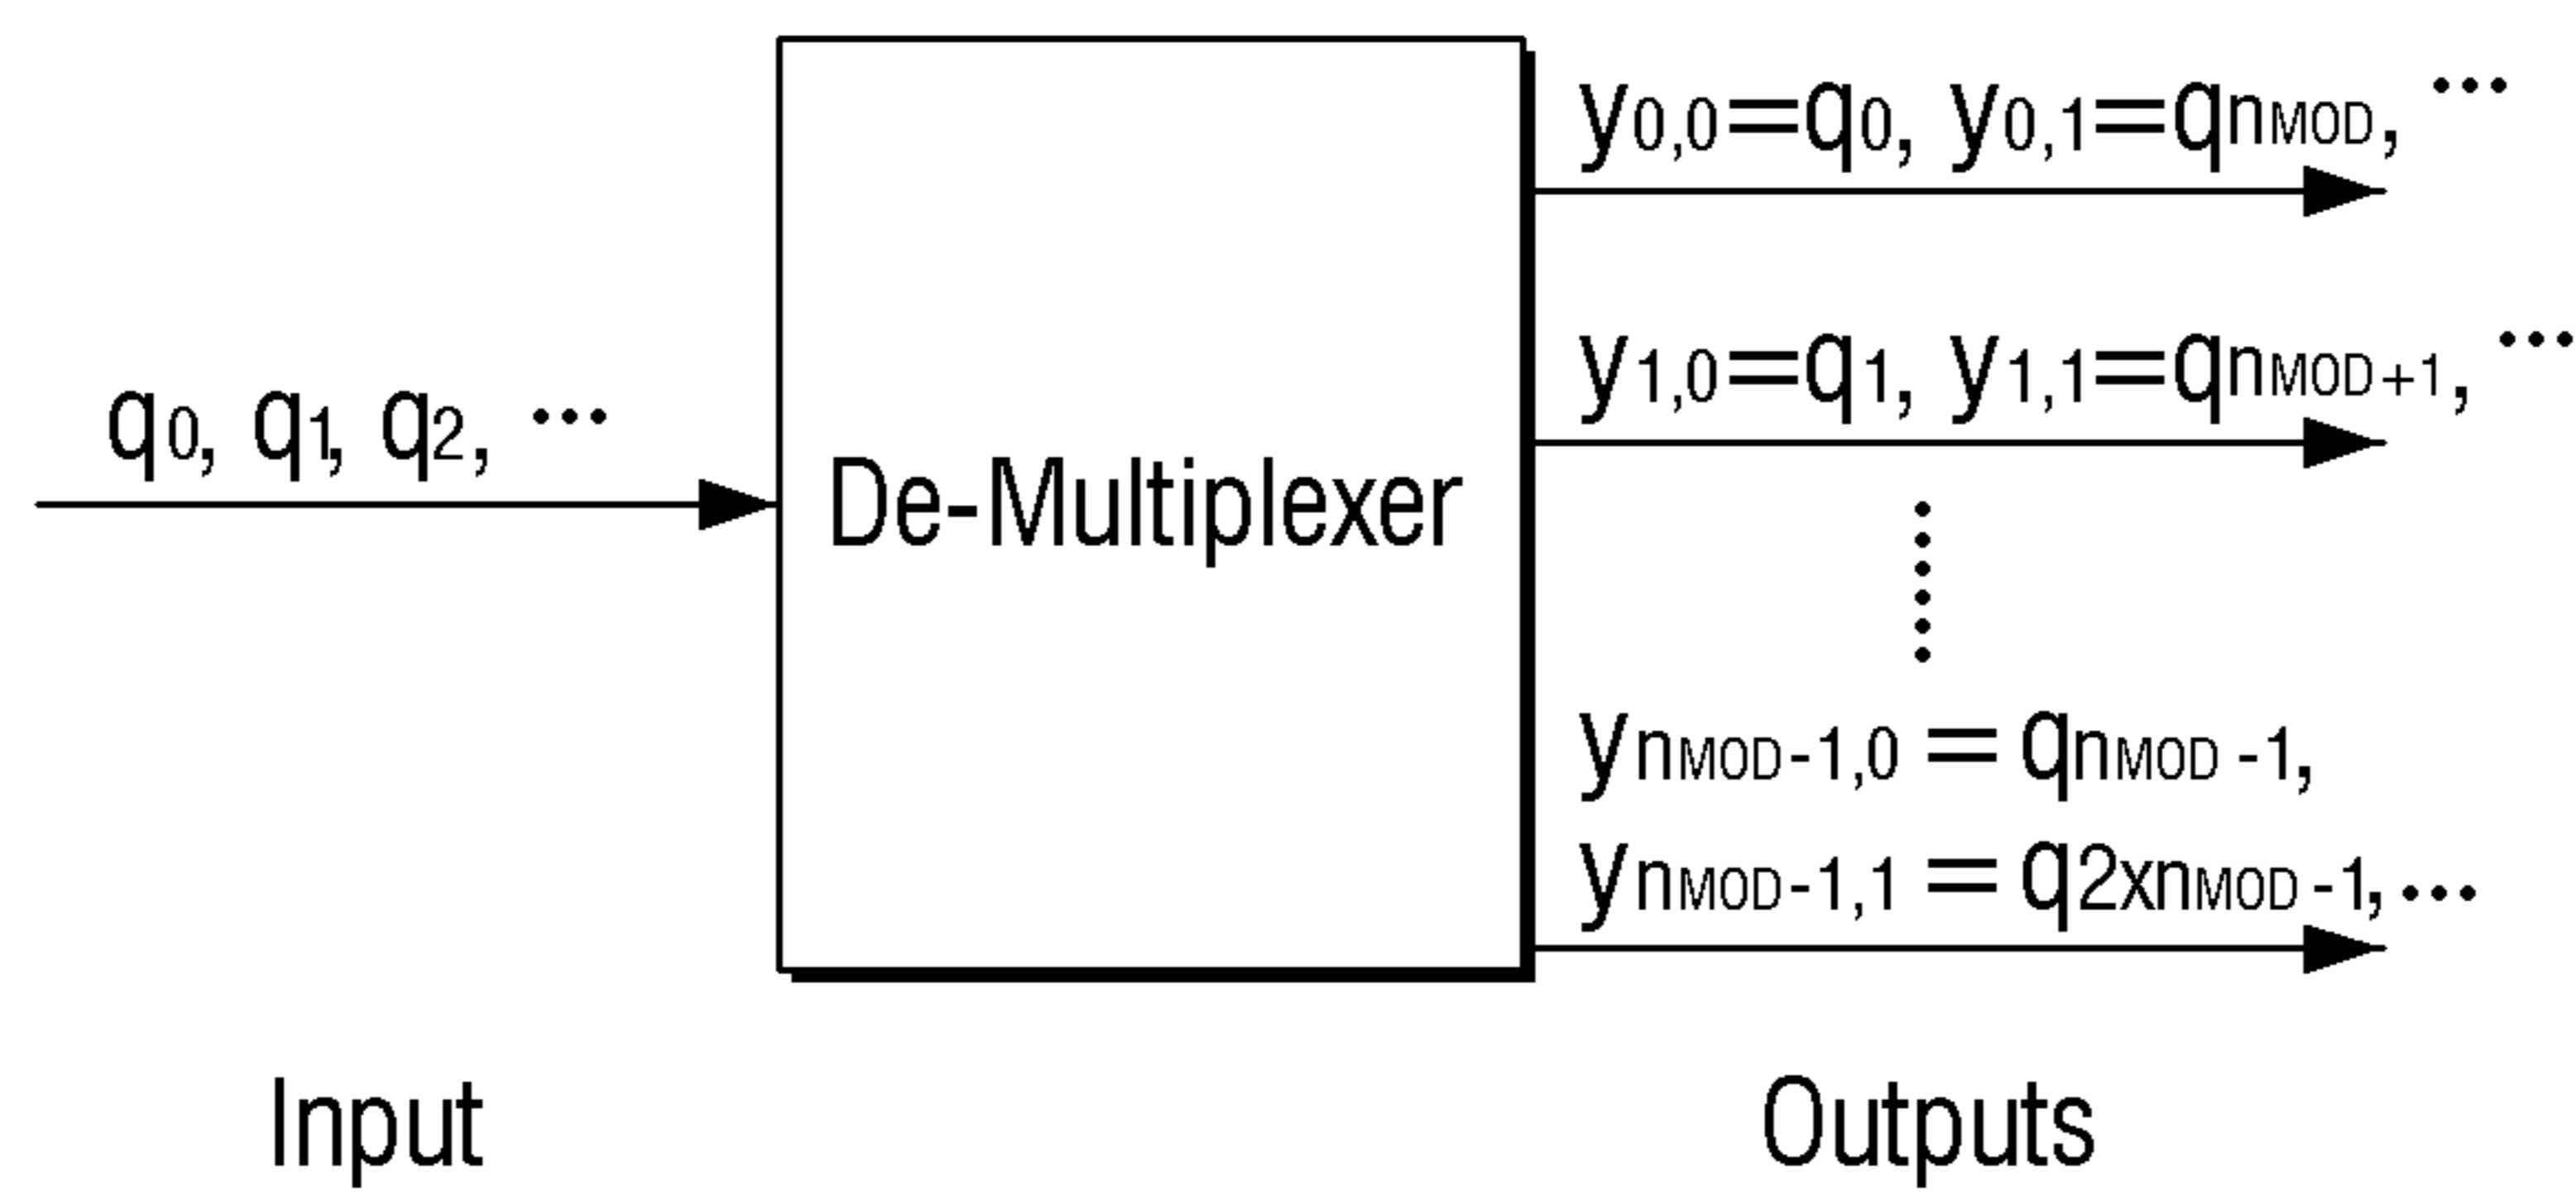 y0,0=q0, y0,1=qnMOD, ···
y1,0=q1, y1,1=qnMOD+1, ···
q0, q1, q2, ···
De-Multiplexer
ynMOD-1,0 = qnMOD-1,
ynMOD-1,1 = q2xnMOD-1, ···
Input
Outputs